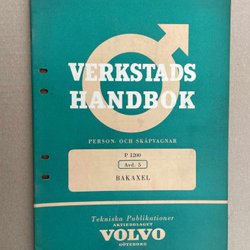 VERKSTADS
HANDBOK
PERSON- OCH SKÅPVAGNAR
P 1200
Avd. 5
BAKAXEL
Tekniska Publikationer
AKTIEBOLAGET
VOLVO
GÖTEBORG